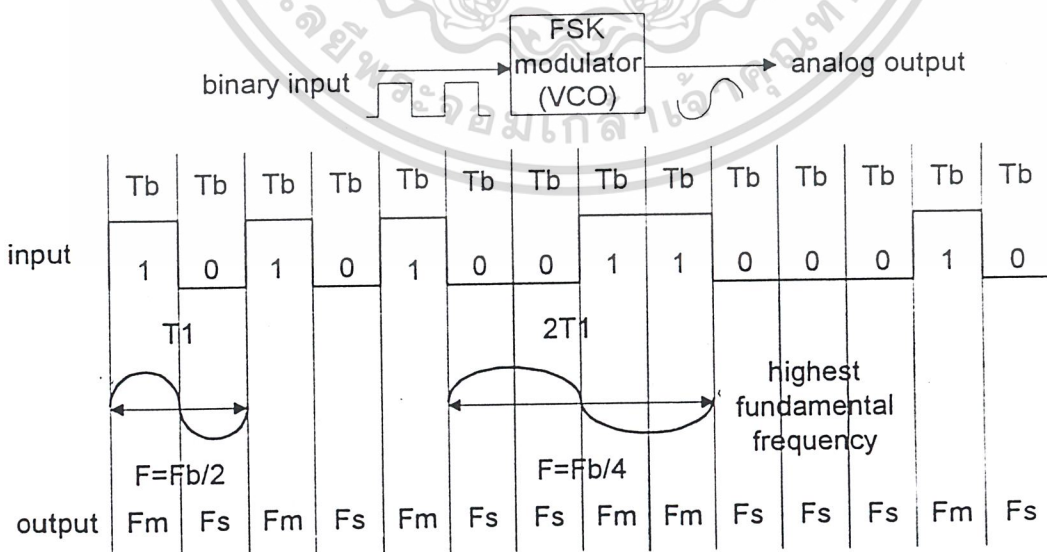 FSK
modulator
(VCO)
binary input
analog output
Tb Tb Tb Tb Tb Tb Tb Tb Tb Tb Tb Tb Tb Tb
input 1 0 1 0 1 0 0 1 1 0 0 0 1 0
T1 2T1
highest
fundamental
frequency
F=Fb/2 F=Fb/4
output Fm Fs Fm Fs Fm Fs Fs Fm Fm Fs Fs Fs Fm Fs